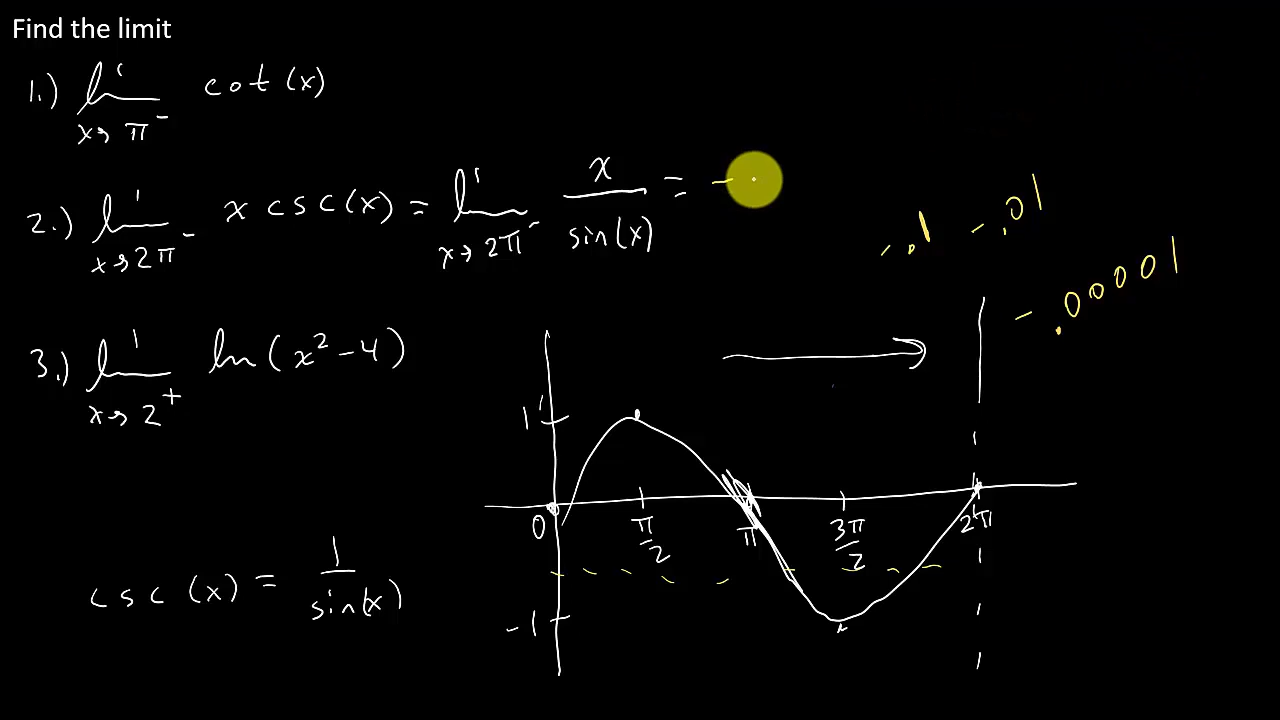 Find the limit
1.) lim x→π⁻ cot(x)
2.) lim x→2π⁻ x csc(x) = lim x→2π⁻ x/sin(x) = -
-.1 -.01
-.00001
3.) lim x→2⁺ ln(x²-4)
1
0 π/2 π 3π/2 2π
csc(x) = 1/sin(x)
-1